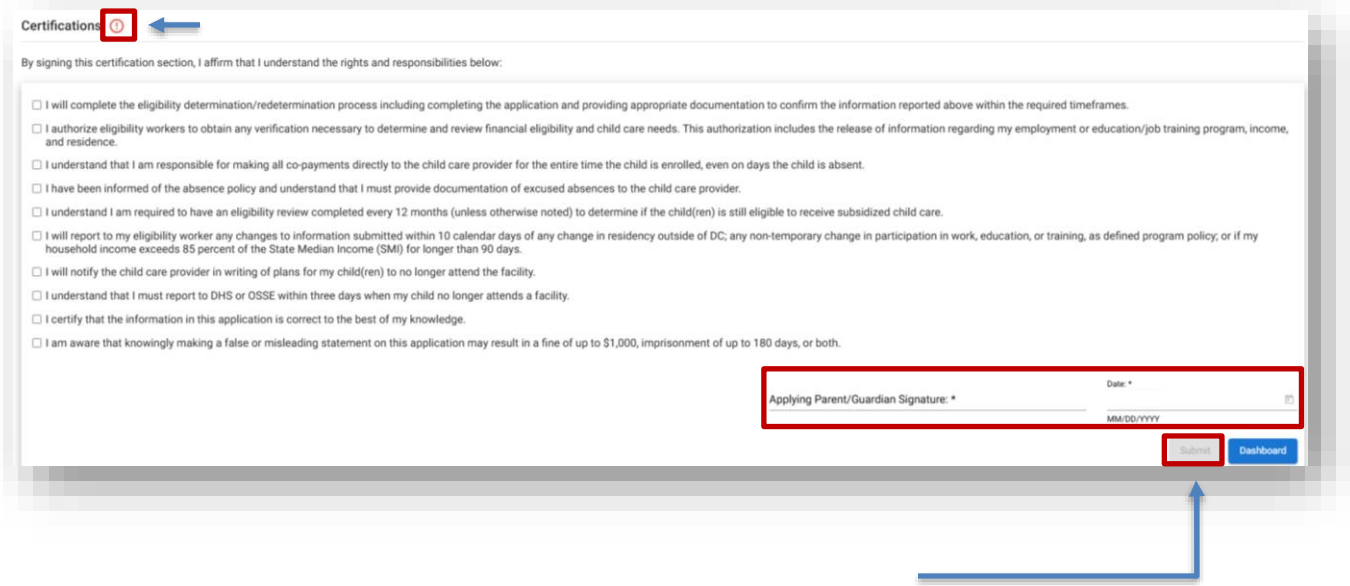 Certifications
By signing this certification section, I affirm that I understand the rights and responsibilities below:
I will complete the eligibility determination/redetermination process including completing the application and providing appropriate documentation to confirm the information reported above within the required timeframes.
I authorize eligibility workers to obtain any verification necessary to determine and review financial eligibility and child care needs. This authorization includes the release of information regarding my employment or education/job training program, income,
and residence.
I understand that I am responsible for making all co-payments directly to the child care provider for the entire time the child is enrolled, even on days the child is absent.
I have been informed of the absence policy and understand that I must provide documentation of excused absences to the child care provider.
I understand I am required to have an eligibility review completed every 12 months (unless otherwise noted) to determine if the child(ren) is still eligible to receive subsidized child care.
I will report to my eligibility worker any changes to information submitted within 10 calendar days of any change in residency outside of DC; any non-temporary change in participation in work, education, or training, as defined program policy; or if my
household income exceeds 85 percent of the State Median Income (SMI) for longer than 90 days.
I will notify the child care provider in writing of plans for my child(ren) to no longer attend the facility.
I understand that I must report to DHS or OSSE within three days when my child no longer attends a facility.
I certify that the information in this application is correct to the best of my knowledge.
I am aware that knowingly making a false or misleading statement on this application may result in a fine of up to $1,000, imprisonment of up to 180 days, or both.
Date: *
Applying Parent/Guardian Signature: *
MM/DD/YYYY
Submit Dashboard